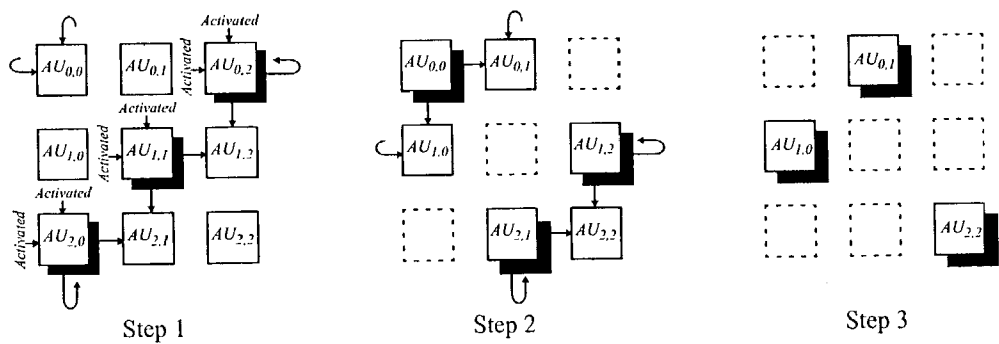 Activated
AU0,0 AU0,1 Activated AU0,2
Activated
AU1,0 Activated AU1,1 AU1,2
Activated
Activated AU2,0 AU2,1 AU2,2
Step 1
AU0,0 AU0,1
AU1,0 AU1,2
AU2,1 AU2,2
Step 2
AU0,1
AU1,0
AU2,2
Step 3